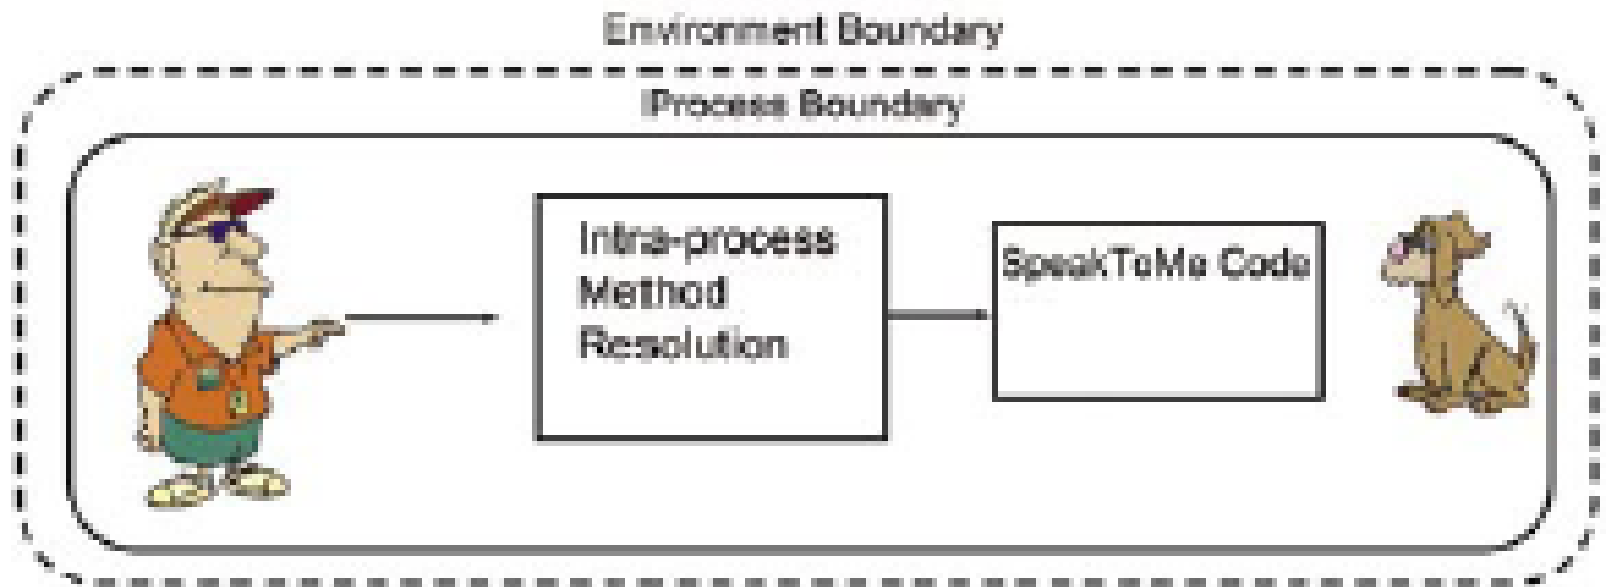 Environment Boundary
Process Boundary
Intra-process
Method
Resolution
SpeakToMe Code